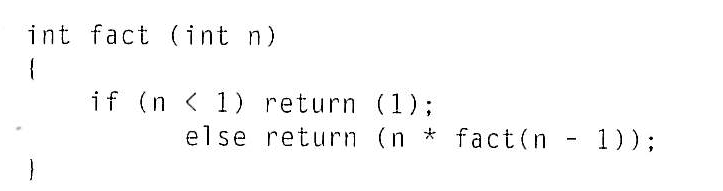 int fact (int n)
{
if (n < 1) return (1);
else return (n * fact(n - 1));
}